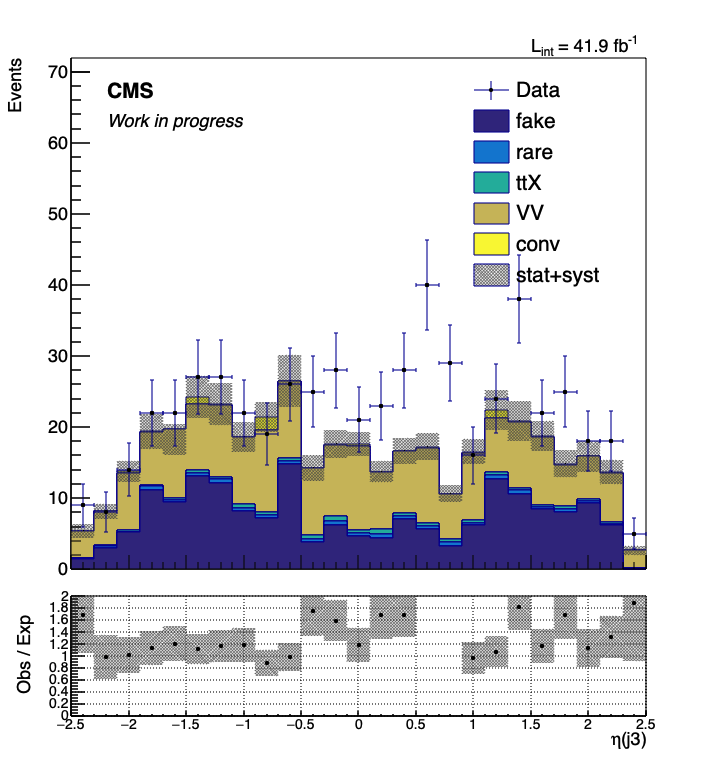 L_int = 41.9 fb⁻¹
Events
70
60
50
40
30
20
10
0
CMS
Work in progress
Data
fake
rare
ttX
VV
conv
stat+syst
Obs / Exp
2
1.8
1.6
1.4
1.2
1
0.8
0.6
0.4
0.2
0
−2.5 −2 −1.5 −1 −0.5 0 0.5 1 1.5 2 2.5
η(j3)